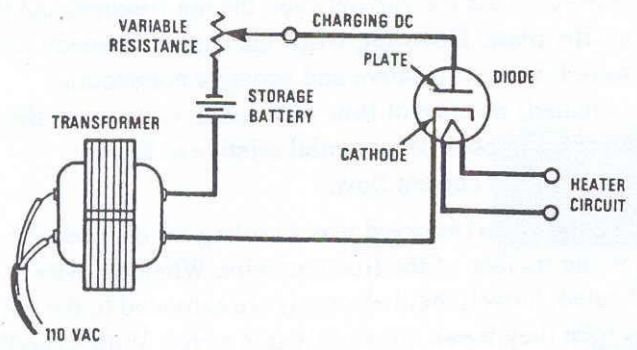 VARIABLE
RESISTANCE
CHARGING DC
PLATE
DIODE
STORAGE
BATTERY
TRANSFORMER
CATHODE
HEATER
CIRCUIT
110 VAC